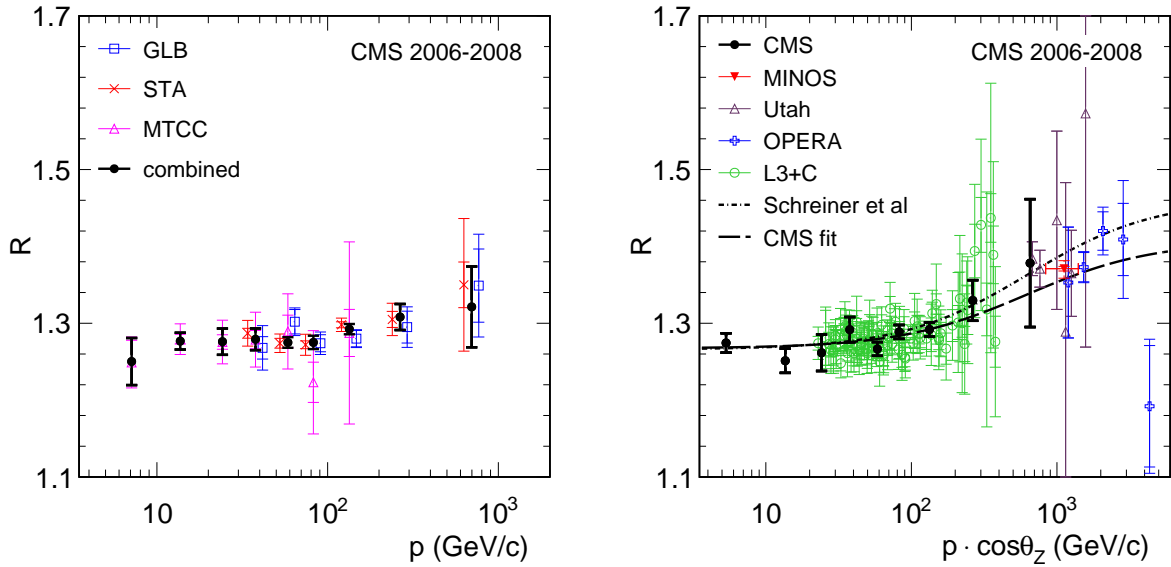 CMS 2006-2008
GLB
STA
MTCC
combined
R
1.7
1.5
1.3
1.1
10
10²
10³
p (GeV/c)
CMS 2006-2008
CMS
MINOS
Utah
OPERA
L3+C
Schreiner et al
CMS fit
R
1.7
1.5
1.3
1.1
10
10²
10³
p · cosθ_Z (GeV/c)